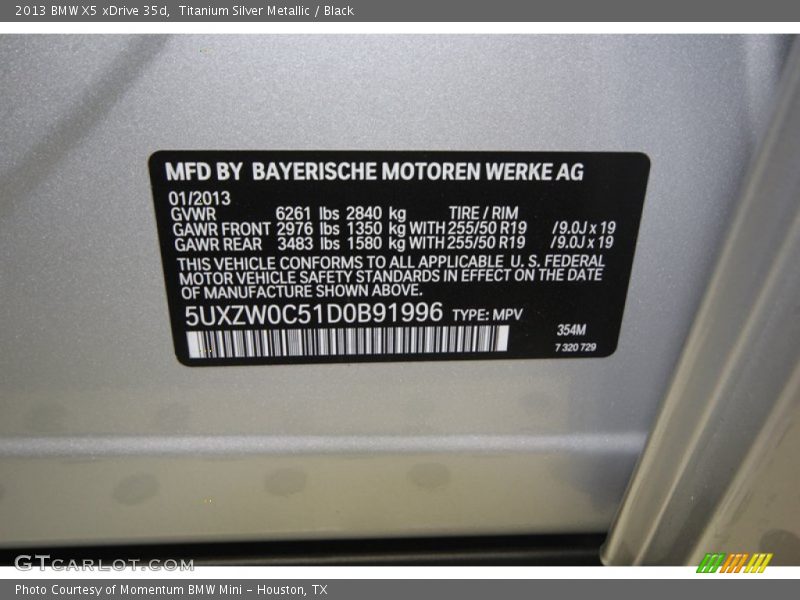 2013 BMW X5 xDrive 35d,  Titanium Silver Metallic / Black
MFD BY BAYERISCHE MOTOREN WERKE AG
01/2013
GVWR 6261 lbs 2840 kg TIRE / RIM
GAWR FRONT 2976 lbs 1350 kg WITH 255/50 R19 /9.0J x 19
GAWR REAR 3483 lbs 1580 kg WITH 255/50 R19 /9.0J x 19
THIS VEHICLE CONFORMS TO ALL APPLICABLE U. S. FEDERAL
MOTOR VEHICLE SAFETY STANDARDS IN EFFECT ON THE DATE
OF MANUFACTURE SHOWN ABOVE.
5UXZW0C51D0B91996 TYPE: MPV
354M
7 320 729
GTCARLOT.COM
Photo Courtesy of Momentum BMW Mini - Houston, TX